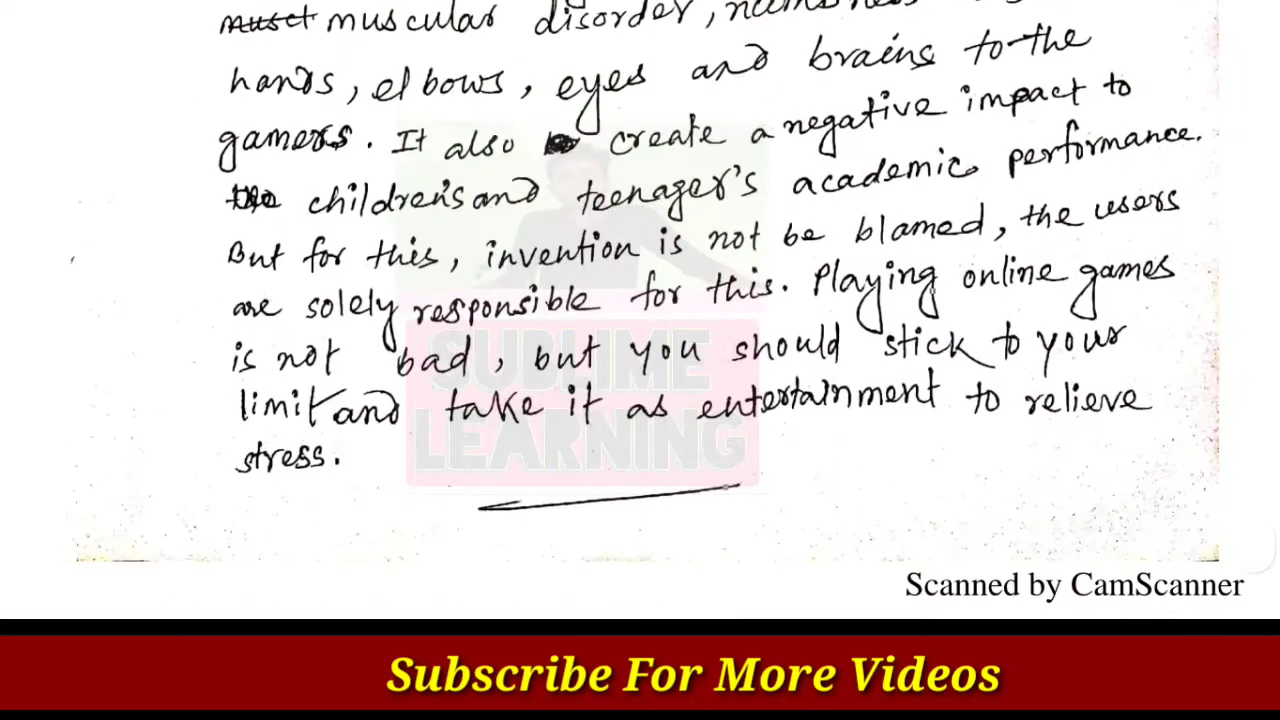 muscular disorder,
hands, elbows, eyes and brains to the
gamers. It also create a negative impact to
children's and teenager's academic performance.
But for this, invention is not be blamed, the users
are solely responsible for this. Playing online games
is not bad, but you should stick to your
limit and take it as entertainment to relieve
stress.
SUBLIME
LEARNING
Scanned by CamScanner
Subscribe For More Videos